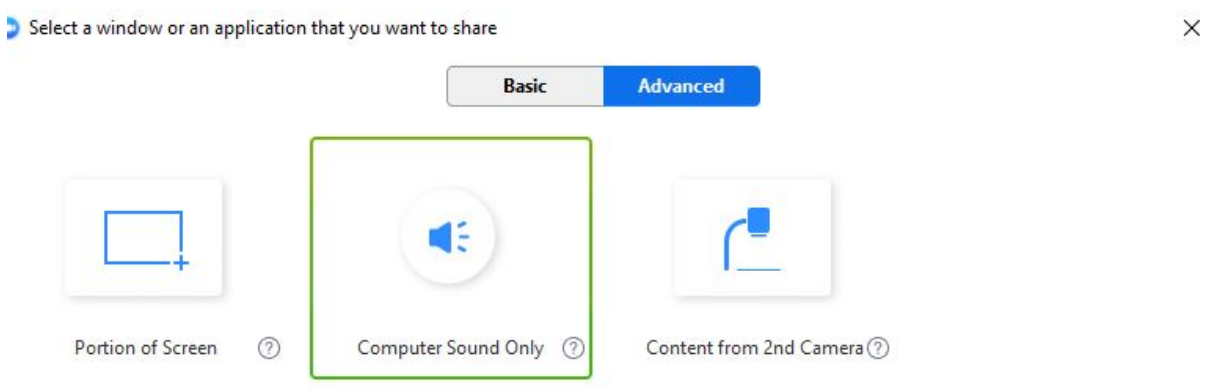 Select a window or an application that you want to share
Basic Advanced
Portion of Screen ? Computer Sound Only ? Content from 2nd Camera ?